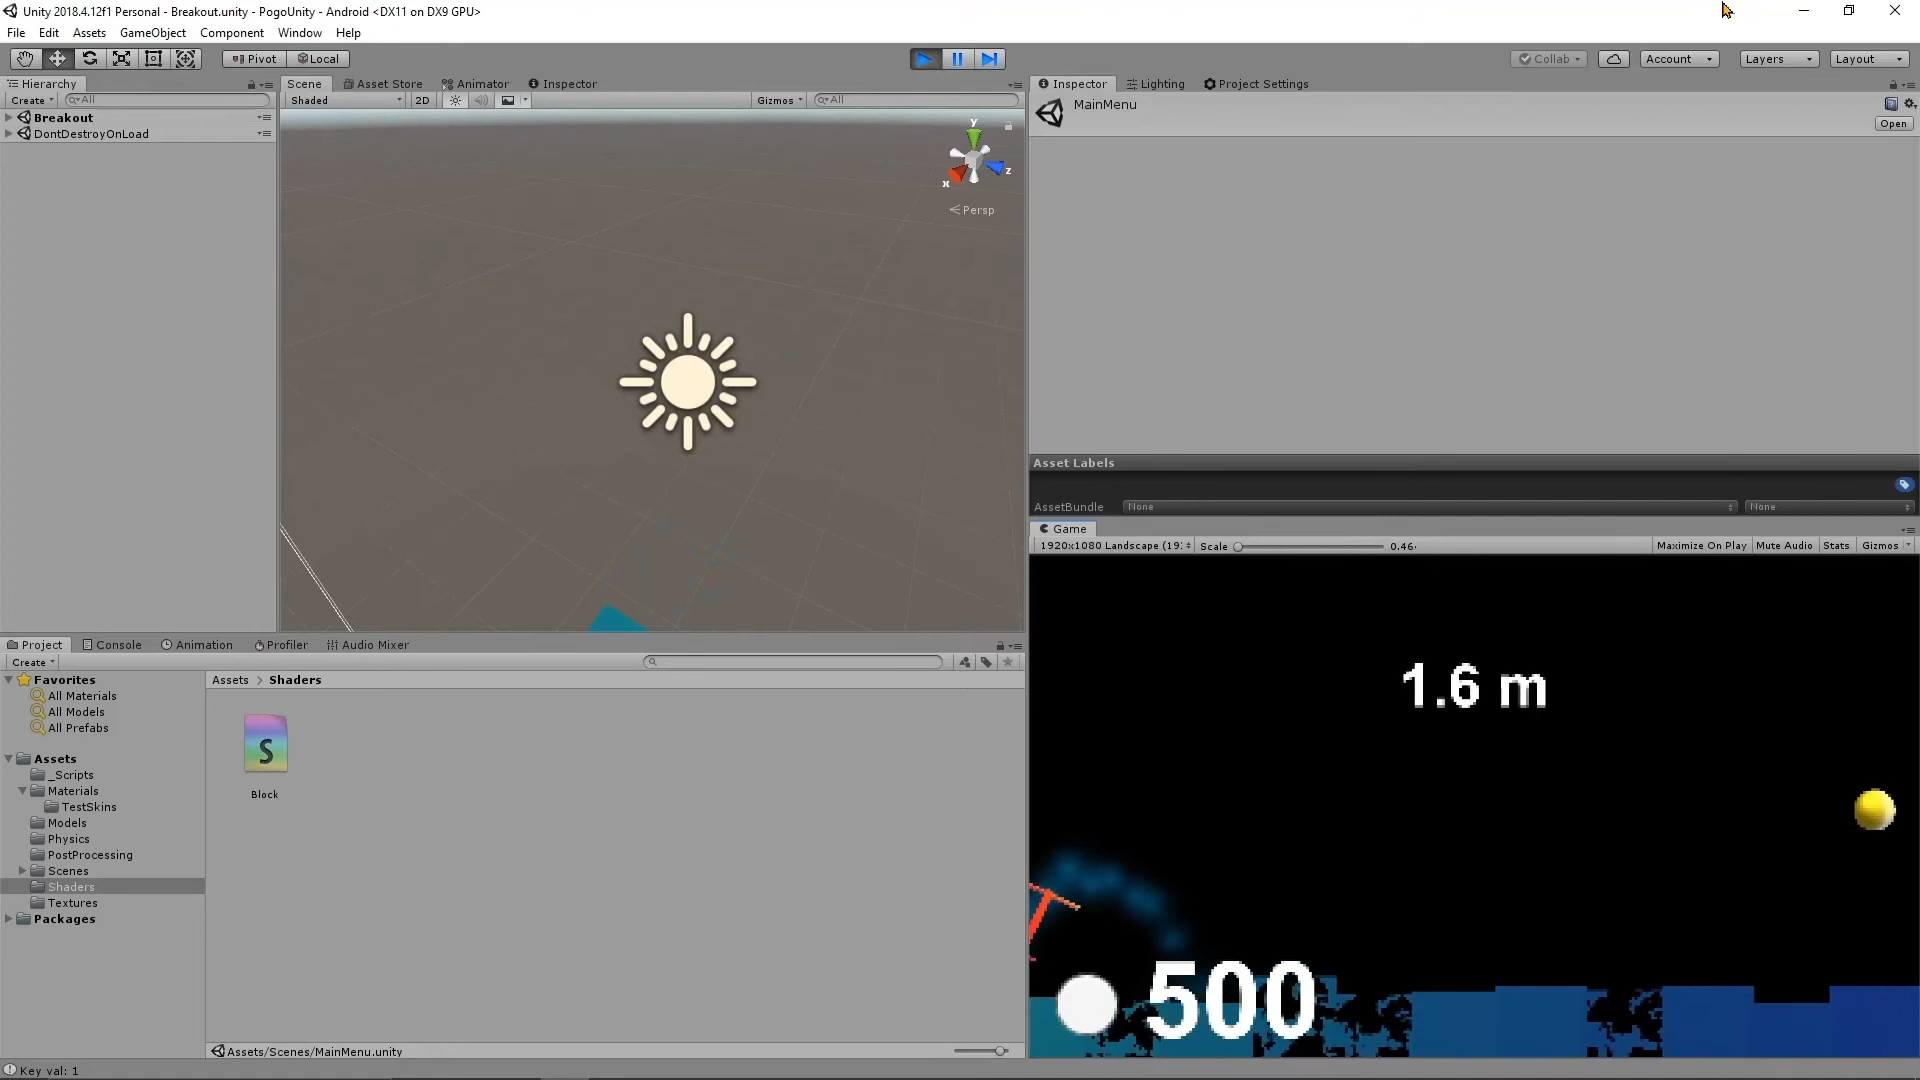 Unity 2018.4.12f1 Personal - Breakout.unity - PogoUnity - Android <DX11 on DX9 GPU>
File Edit Assets GameObject Component Window Help
Pivot Local Collab Account Layers Layout
Hierarchy
Create All
Breakout
DontDestroyOnLoad
Scene Asset Store Animator Inspector
Shaded 2D Gizmos All
y
x
z
Persp
Inspector Lighting Project Settings
MainMenu
Open
Asset Labels
AssetBundle None None
Game
1920x1080 Landscape (19: Scale 0.46 Maximize On Play Mute Audio Stats Gizmos
1.6 m
500
Project Console Animation Profiler Audio Mixer
Create
Favorites
All Materials
All Models
All Prefabs
Assets
_Scripts
Materials
TestSkins
Models
Physics
PostProcessing
Scenes
Shaders
Textures
Packages
Assets > Shaders
S
Block
Assets/Scenes/MainMenu.unity
Key val: 1